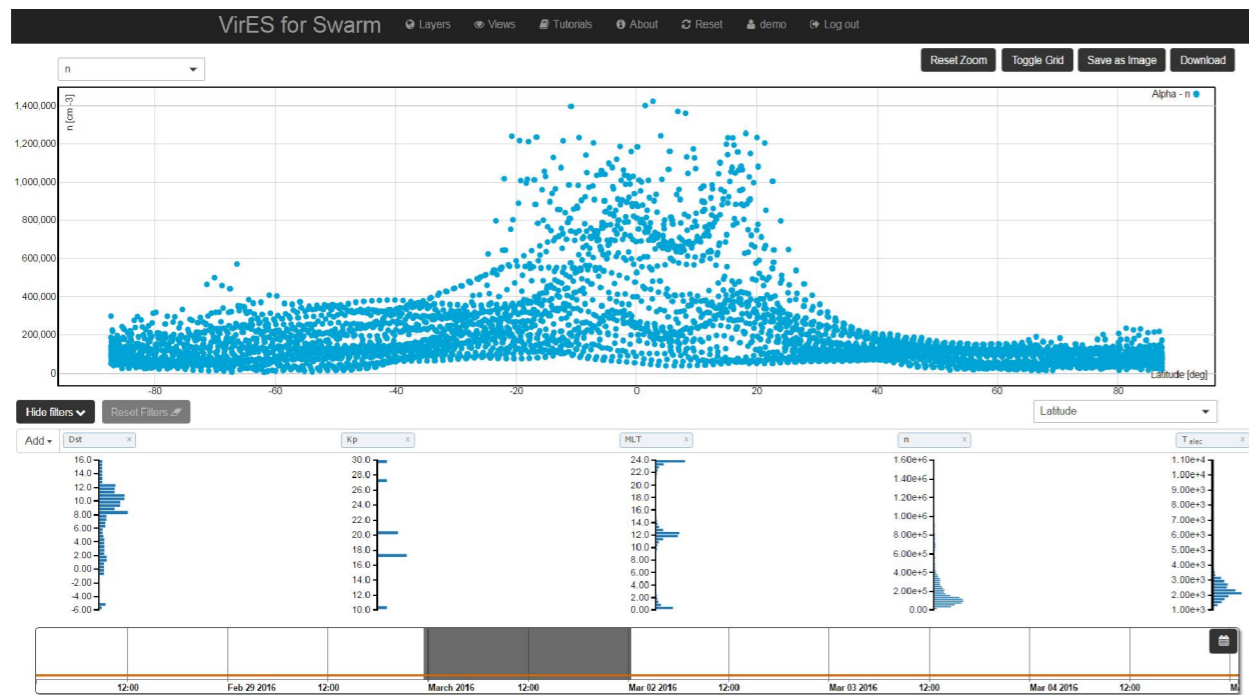 VirES for Swarm Layers Views Tutorials About Reset demo Log out
n
Reset Zoom Toggle Grid Save as Image Download
Alpha - n
n [cm -3]
1,400,000
1,200,000
1,000,000
800,000
600,000
400,000
200,000
0
Latitude [deg]
-80 -60 -40 -20 0 20 40 60 80
Hide filters Reset Filters Latitude
Add Dst x Kp x MLT x n x T elec x
16.0 30.0 24.0 1.60e+6 1.10e+4
14.0 28.0 22.0 1.40e+6 1.00e+4
12.0 26.0 20.0 1.20e+6 9.00e+3
10.0 24.0 18.0 1.00e+6 8.00e+3
8.00 22.0 16.0 8.00e+5 7.00e+3
6.00 20.0 14.0 6.00e+5 6.00e+3
4.00 18.0 12.0 4.00e+5 5.00e+3
2.00 16.0 10.0 2.00e+5 4.00e+3
0.00 14.0 8.00 0.00 3.00e+3
-2.00 12.0 6.00 2.00e+3
-4.00 10.0 4.00 1.00e+3
-6.00 2.00
0.00
12:00 Feb 29 2016 12:00 March 2016 12:00 Mar 02 2016 12:00 Mar 03 2016 12:00 Mar 04 2016 12:00